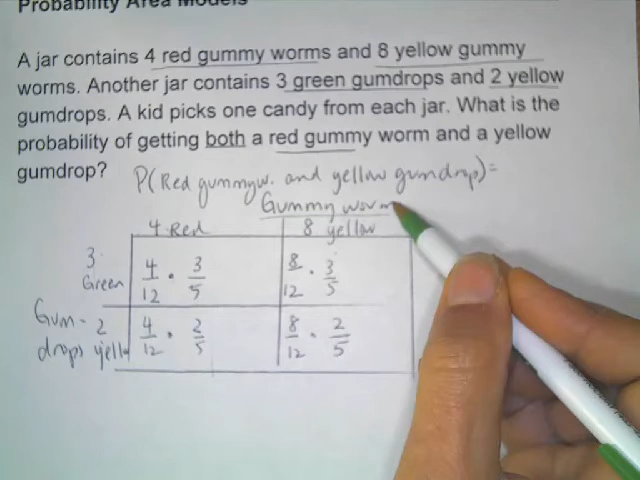 Probability Area Models
A jar contains 4 red gummy worms and 8 yellow gummy
worms. Another jar contains 3 green gumdrops and 2 yellow
gumdrops. A kid picks one candy from each jar. What is the
probability of getting both a red gummy worm and a yellow
gumdrop?
P(Red gummyw. and yellow gumdrop)=
Gummy worm
4 Red 8 yellow
3 Green 4/12 · 3/5 8/12 · 3/5
Gum- 2 4/12 · 2/5 8/12 · 2/5
drops yell